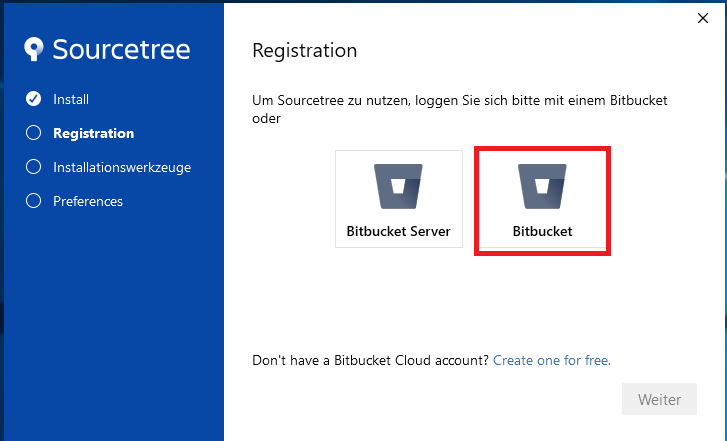 Sourcetree
Install
Registration
Installationswerkzeuge
Preferences
Registration
Um Sourcetree zu nutzen, loggen Sie sich bitte mit einem Bitbucket
oder
Bitbucket Server
Bitbucket
Don't have a Bitbucket Cloud account? Create one for free.
Weiter